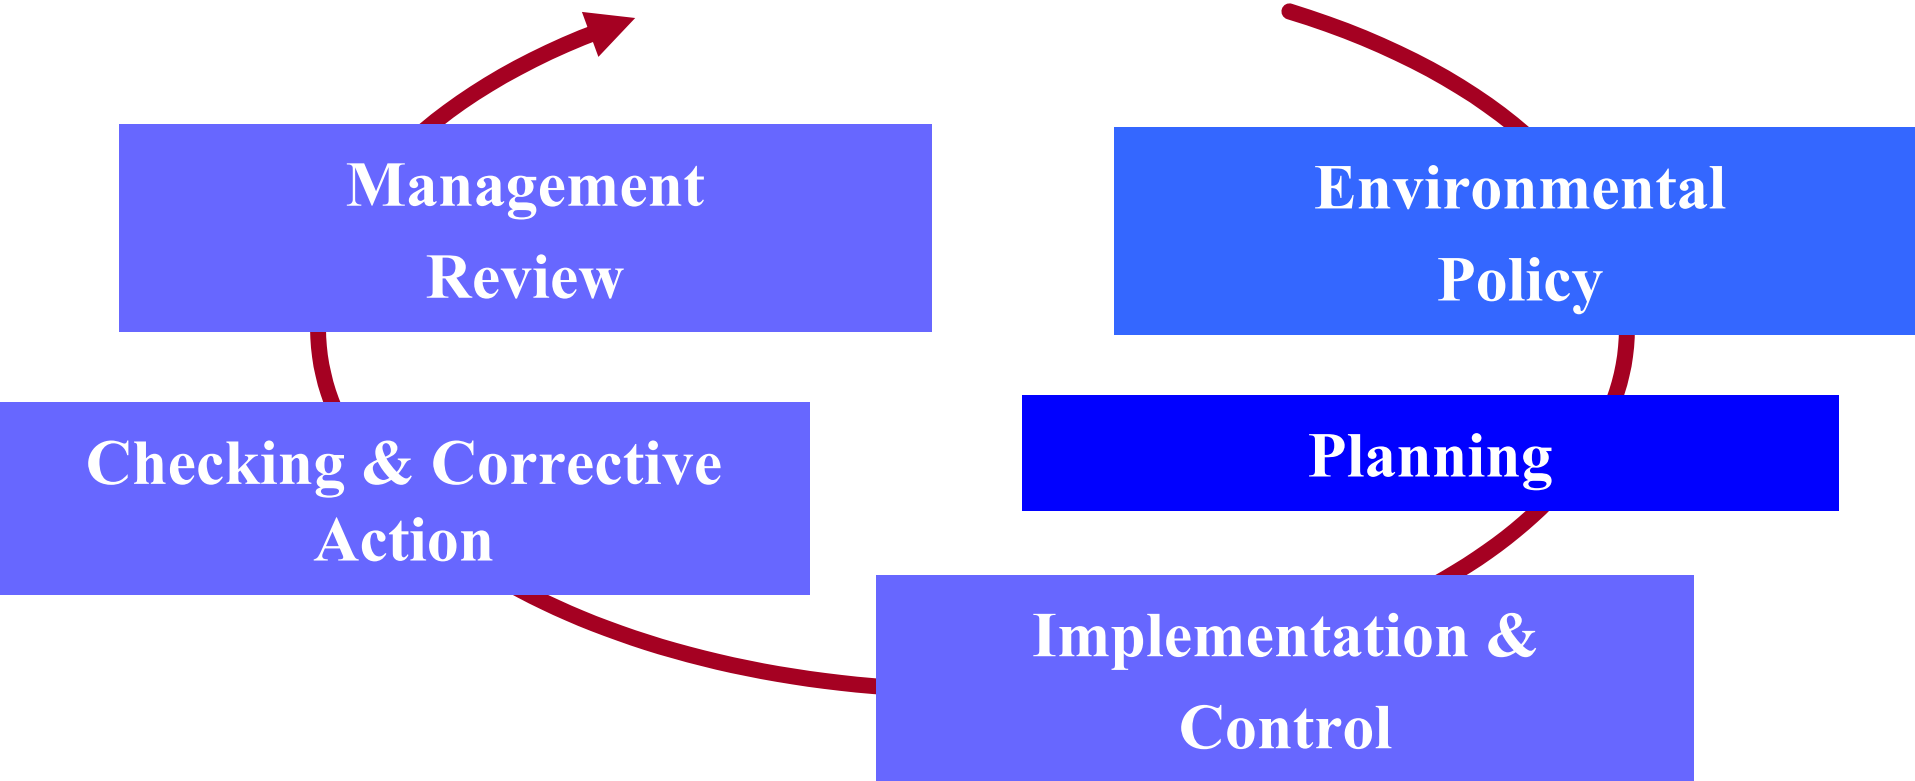 Management
Review
Environmental
Policy
Checking & Corrective
Action
Planning
Implementation &
Control